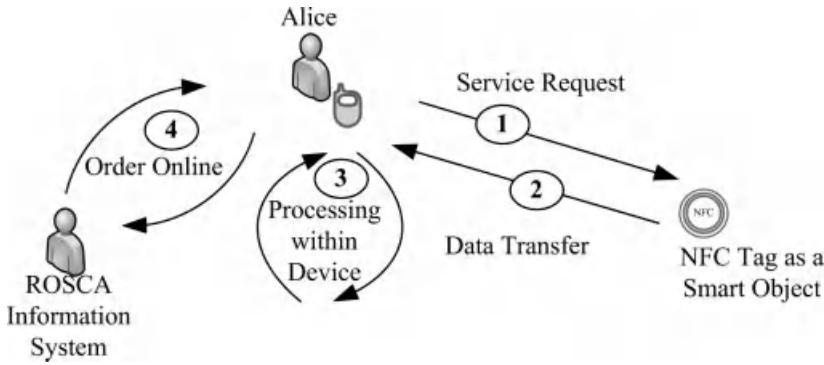 Alice
Service Request
1
4
Order Online
3
Processing
within
Device
2
Data Transfer
NFC
NFC Tag as a
Smart Object
ROSCA
Information
System